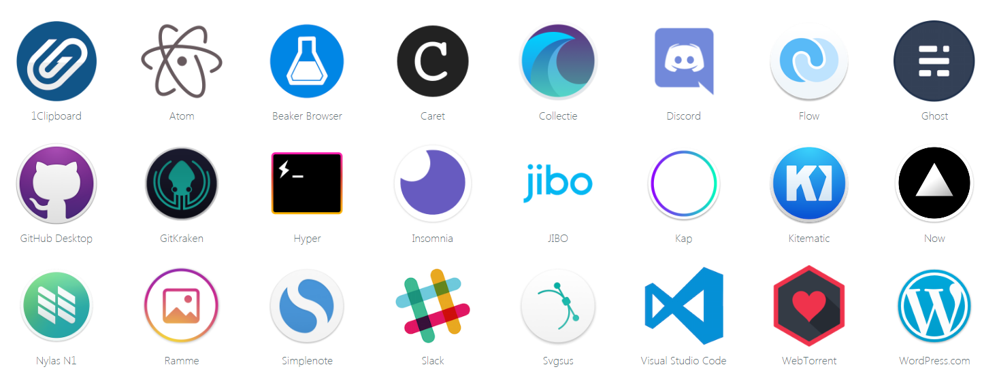 1Clipboard
Atom
Beaker Browser
Caret
Collectie
Discord
Flow
Ghost
GitHub Desktop
GitKraken
Hyper
Insomnia
jibo
JIBO
Kap
Kitematic
Now
Nylas N1
Ramme
Simplenote
Slack
Svgsus
Visual Studio Code
WebTorrent
WordPress.com